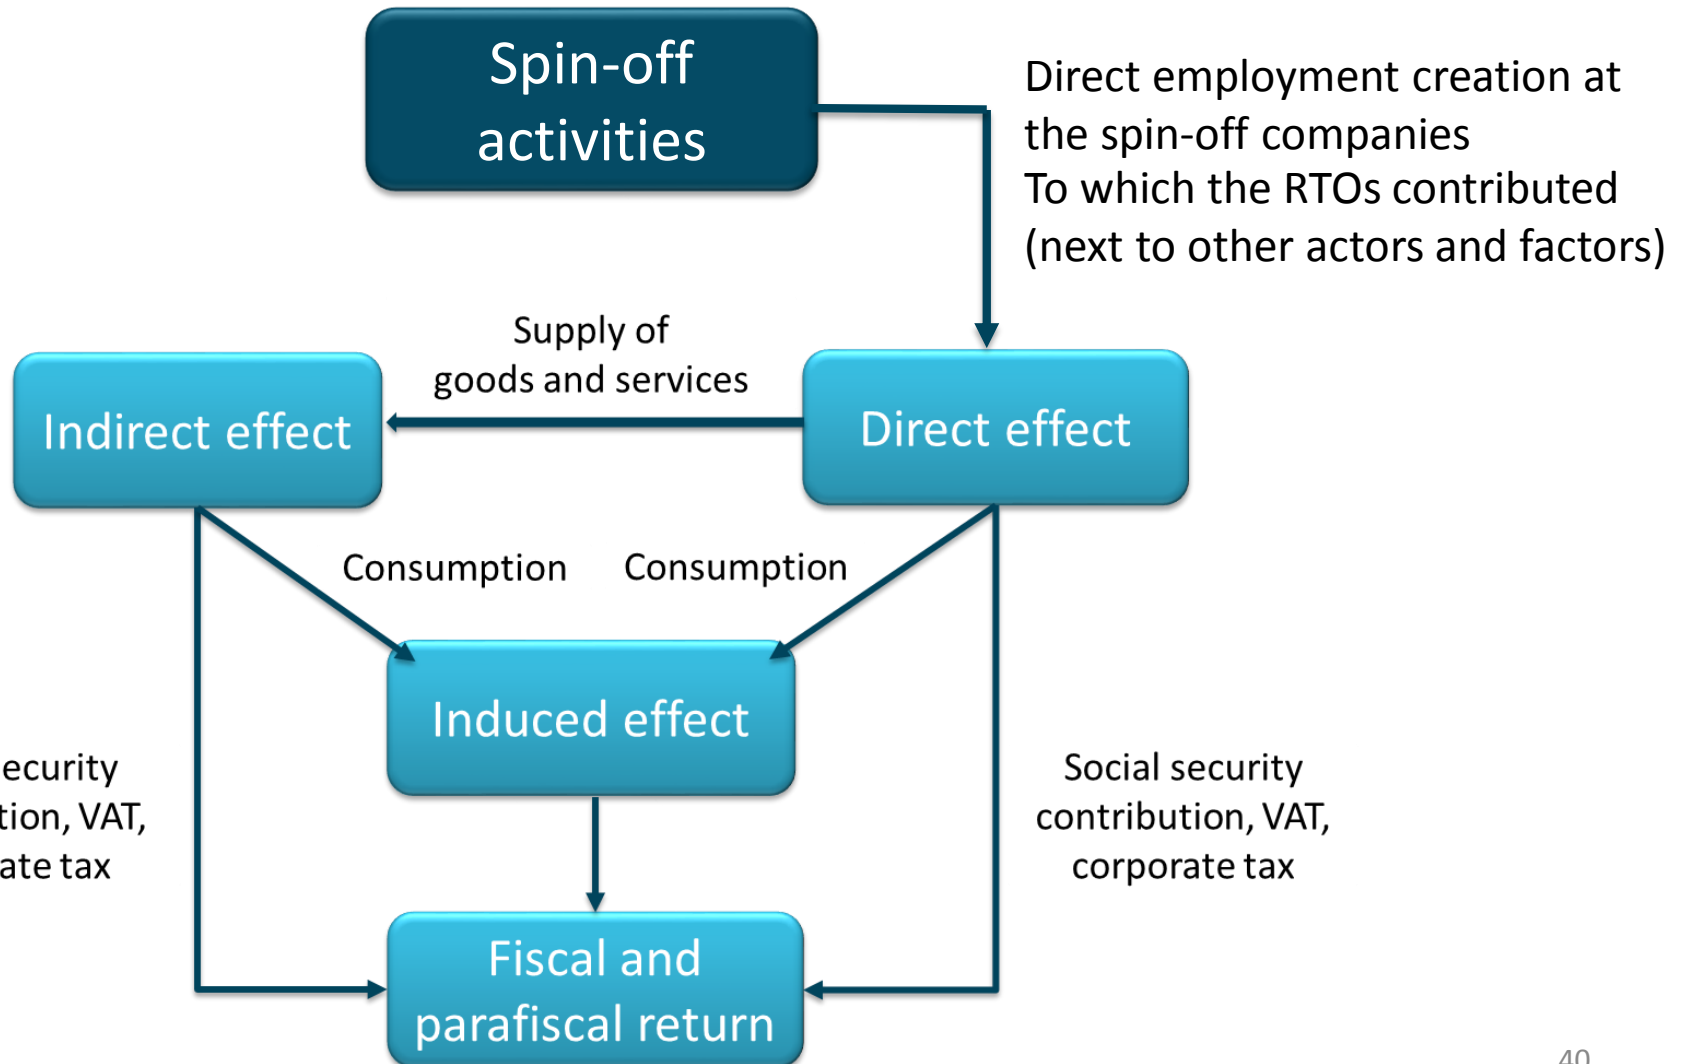 Spin-off
activities
Direct employment creation at
the spin-off companies
To which the RTOs contributed
(next to other actors and factors)
Supply of
goods and services
Indirect effect
Direct effect
Consumption
Consumption
Induced effect
ecurity
tion, VAT,
ate tax
Social security
contribution, VAT,
corporate tax
Fiscal and
parafiscal return
40